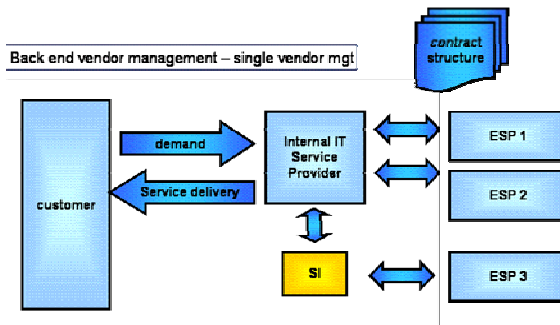 contract
structure
Back end vendor management – single vendor mgt
demand
Internal IT
Service
Provider
ESP 1
Service delivery
customer
ESP 2
SI
ESP 3